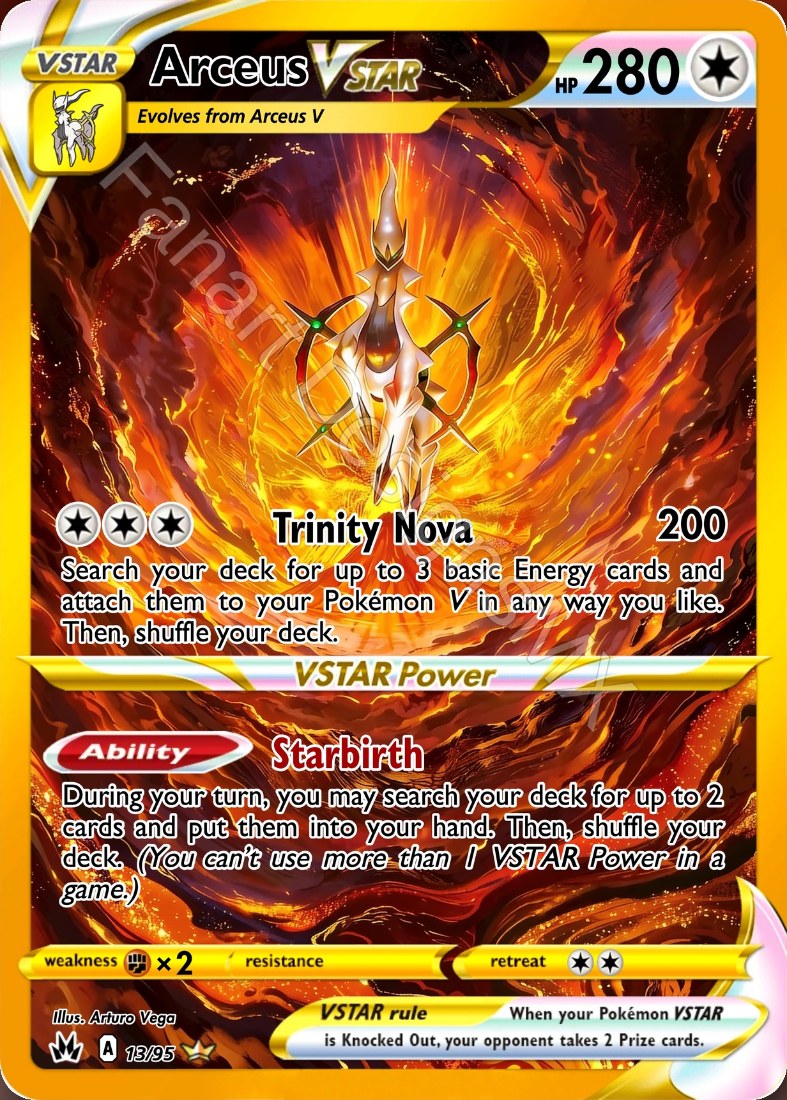 VSTAR
Arceus VSTAR
HP 280
Evolves from Arceus V
Trinity Nova 200
Search your deck for up to 3 basic Energy cards and
attach them to your Pokémon V in any way you like.
Then, shuffle your deck.
VSTAR Power
Ability Starbirth
During your turn, you may search your deck for up to 2
cards and put them into your hand. Then, shuffle your
deck. (You can't use more than 1 VSTAR Power in a
game.)
weakness ×2 resistance retreat
Illus. Arturo Vega
VSTAR rule When your Pokémon VSTAR
is Knocked Out, your opponent takes 2 Prize cards.
A 13/95
Fanart